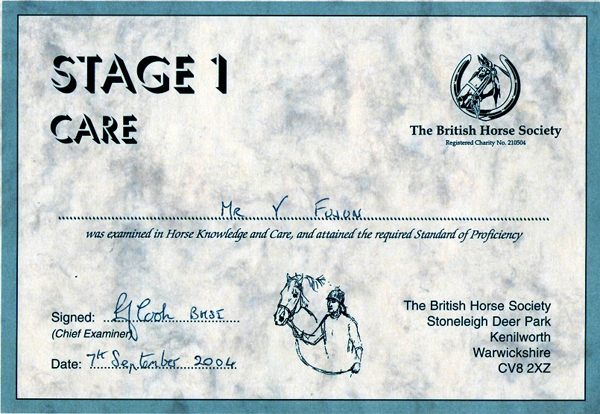 STAGE 1
CARE
The British Horse Society
Registered Charity No. 210504
MR Y FUJUN
was examined in Horse Knowledge and Care, and attained the required Standard of Proficiency
Signed: BHSI
(Chief Examiner)
Date: 7th September 2004
The British Horse Society
Stoneleigh Deer Park
Kenilworth
Warwickshire
CV8 2XZ